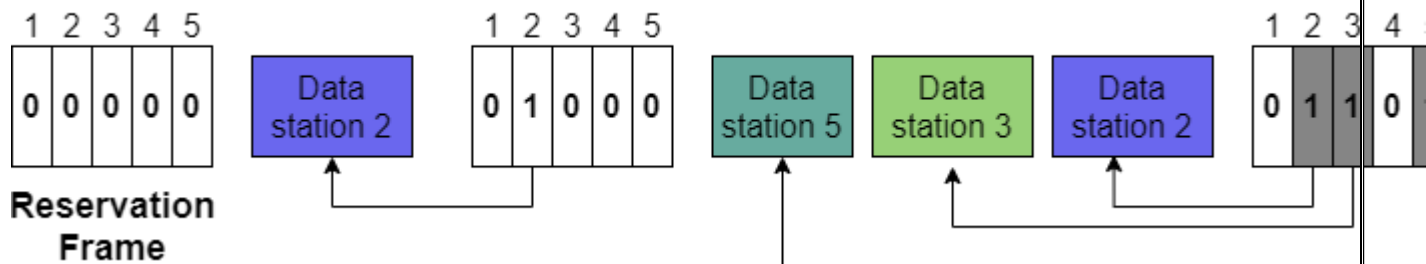 1 2 3 4 5
1 2 3 4 5
1 2 3 4
0 0 0 0 0
Data
station 2
0 1 0 0 0
Data
station 5
Data
station 3
Data
station 2
0 1 1 0
Reservation
Frame